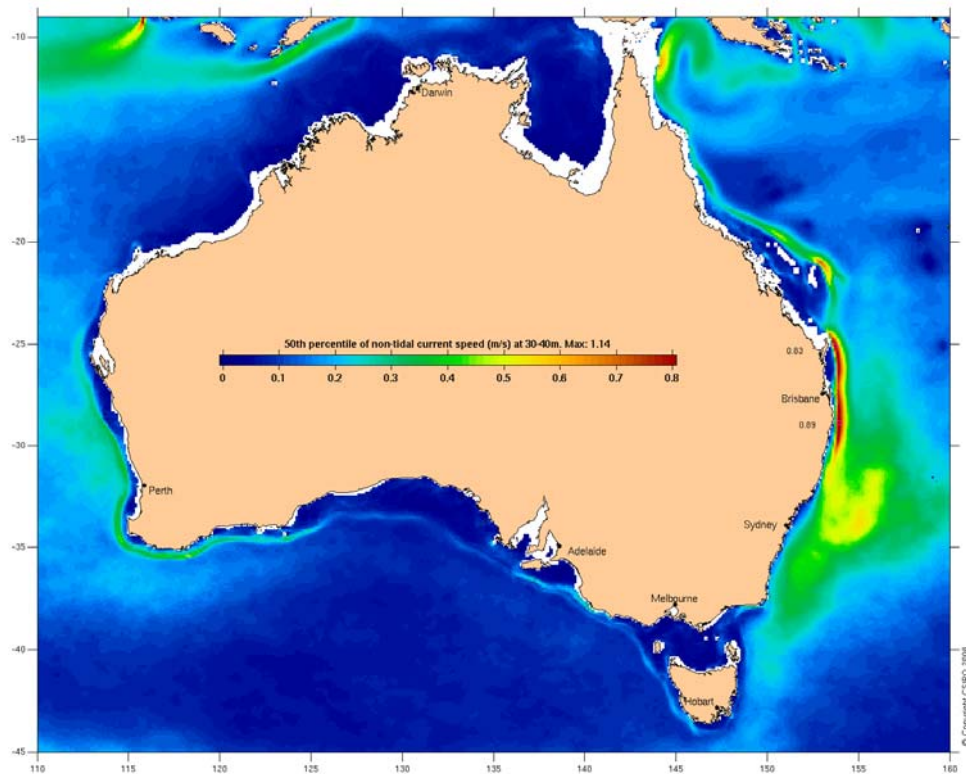 -10
-15
-20
-25
-30
-35
-40
-45
Darwin
50th percentile of non-tidal current speed (m/s) at 30-40m. Max: 1.14
0 0.1 0.2 0.3 0.4 0.5 0.6 0.7 0.8
0.82
Brisbane
0.89
Perth
Sydney
Adelaide
Melbourne
Hobart
110 115 120 125 130 135 140 145 150 155 160
© Copyright CSIRO